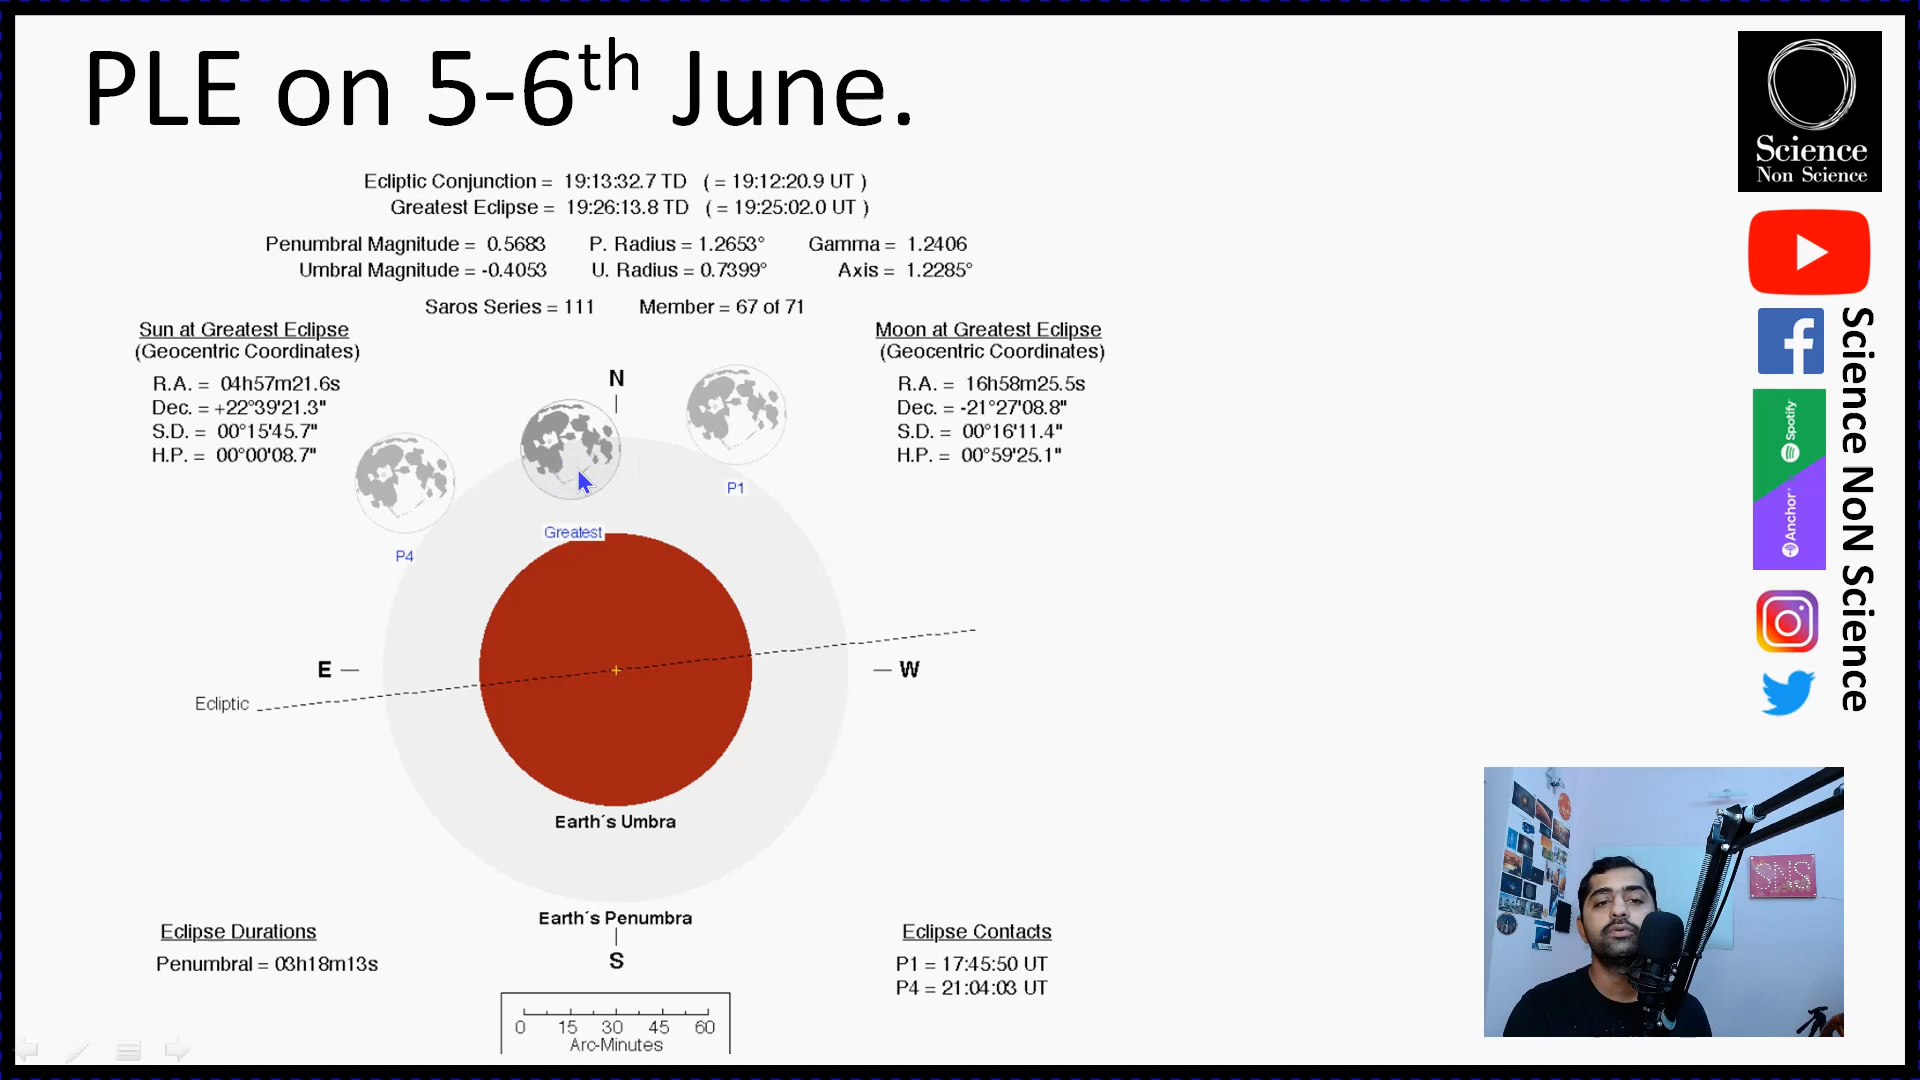 PLE on 5-6th June.
Ecliptic Conjunction = 19:13:32.7 TD ( = 19:12:20.9 UT )
Greatest Eclipse = 19:26:13.8 TD ( = 19:25:02.0 UT )
Penumbral Magnitude = 0.5683 P. Radius = 1.2653° Gamma = 1.2406
Umbral Magnitude = -0.4053 U. Radius = 0.7399° Axis = 1.2285°
Saros Series = 111 Member = 67 of 71
Sun at Greatest Eclipse
(Geocentric Coordinates)
R.A. = 04h57m21.6s
Dec. = +22°39'21.3"
S.D. = 00°15'45.7"
H.P. = 00°00'08.7"
Moon at Greatest Eclipse
(Geocentric Coordinates)
R.A. = 16h58m25.5s
Dec. = -21°27'08.8"
S.D. = 00°16'11.4"
H.P. = 00°59'25.1"
N
P1
Greatest
P4
E
W
Ecliptic
Earth´s Umbra
Earth´s Penumbra
S
Eclipse Durations
Penumbral = 03h18m13s
Eclipse Contacts
P1 = 17:45:50 UT
P4 = 21:04:03 UT
0 15 30 45 60
Arc-Minutes
Science
Non Science
Spotify
Anchor
Science NoN Science
SNS